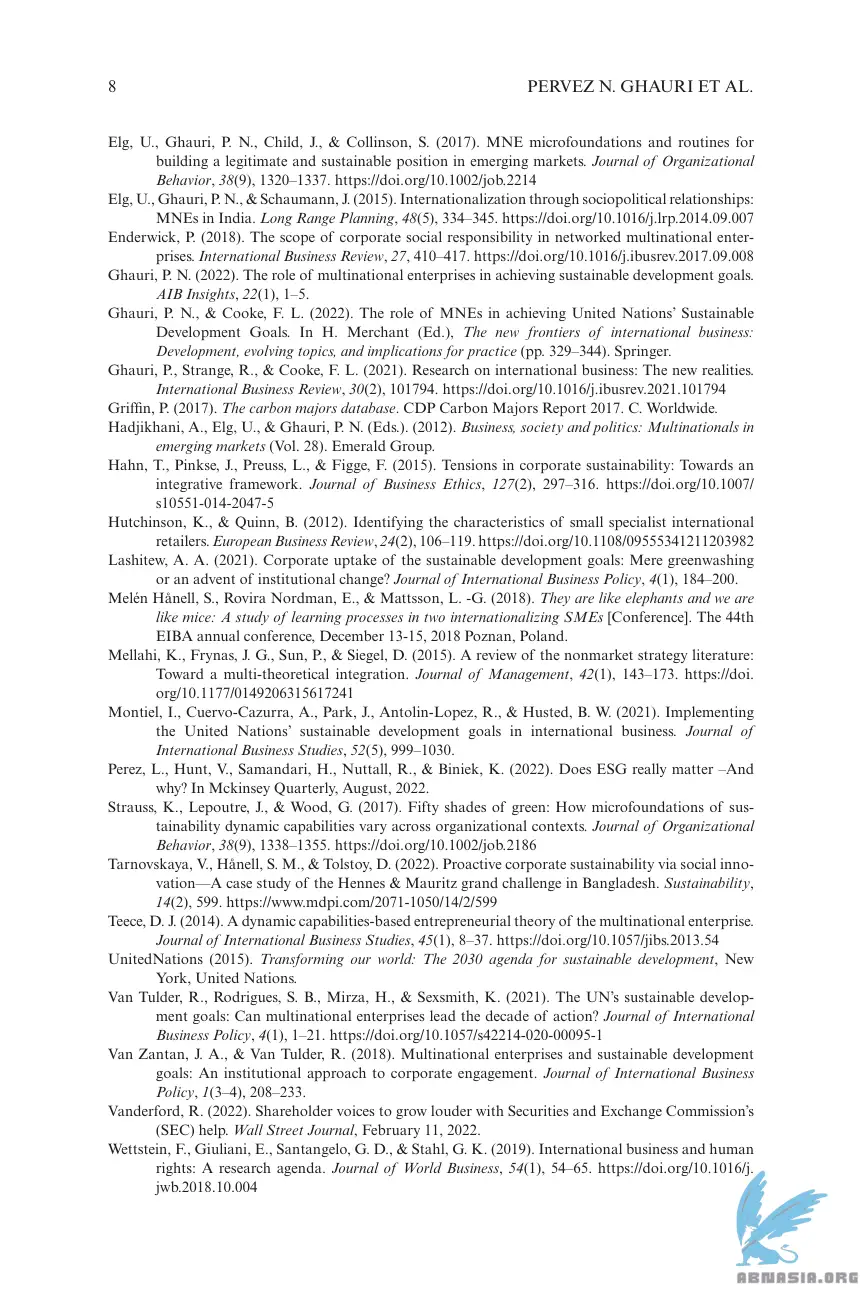 8 PERVEZ N. GHAURI ET AL.
Elg, U., Ghauri, P. N., Child, J., & Collinson, S. (2017). MNE microfoundations and routines for
building a legitimate and sustainable position in emerging markets. Journal of Organizational
Behavior, 38(9), 1320–1337. https://doi.org/10.1002/job.2214
Elg, U., Ghauri, P. N., & Schaumann, J. (2015). Internationalization through sociopolitical relationships:
MNEs in India. Long Range Planning, 48(5), 334–345. https://doi.org/10.1016/j.lrp.2014.09.007
Enderwick, P. (2018). The scope of corporate social responsibility in networked multinational enter-
prises. International Business Review, 27, 410–417. https://doi.org/10.1016/j.ibusrev.2017.09.008
Ghauri, P. N. (2022). The role of multinational enterprises in achieving sustainable development goals.
AIB Insights, 22(1), 1–5.
Ghauri, P. N., & Cooke, F. L. (2022). The role of MNEs in achieving United Nations’ Sustainable
Development Goals. In H. Merchant (Ed.), The new frontiers of international business:
Development, evolving topics, and implications for practice (pp. 329–344). Springer.
Ghauri, P., Strange, R., & Cooke, F. L. (2021). Research on international business: The new realities.
International Business Review, 30(2), 101794. https://doi.org/10.1016/j.ibusrev.2021.101794
Griffin, P. (2017). The carbon majors database. CDP Carbon Majors Report 2017. C. Worldwide.
Hadjikhani, A., Elg, U., & Ghauri, P. N. (Eds.). (2012). Business, society and politics: Multinationals in
emerging markets (Vol. 28). Emerald Group.
Hahn, T., Pinkse, J., Preuss, L., & Figge, F. (2015). Tensions in corporate sustainability: Towards an
integrative framework. Journal of Business Ethics, 127(2), 297–316. https://doi.org/10.1007/
s10551-014-2047-5
Hutchinson, K., & Quinn, B. (2012). Identifying the characteristics of small specialist international
retailers. European Business Review, 24(2), 106–119. https://doi.org/10.1108/09555341211203982
Lashitew, A. A. (2021). Corporate uptake of the sustainable development goals: Mere greenwashing
or an advent of institutional change? Journal of International Business Policy, 4(1), 184–200.
Melén Hånell, S., Rovira Nordman, E., & Mattsson, L. -G. (2018). They are like elephants and we are
like mice: A study of learning processes in two internationalizing SMEs [Conference]. The 44th
EIBA annual conference, December 13-15, 2018 Poznan, Poland.
Mellahi, K., Frynas, J. G., Sun, P., & Siegel, D. (2015). A review of the nonmarket strategy literature:
Toward a multi-theoretical integration. Journal of Management, 42(1), 143–173. https://doi.
org/10.1177/0149206315617241
Montiel, I., Cuervo-Cazurra, A., Park, J., Antolin-Lopez, R., & Husted, B. W. (2021). Implementing
the United Nations’ sustainable development goals in international business. Journal of
International Business Studies, 52(5), 999–1030.
Perez, L., Hunt, V., Samandari, H., Nuttall, R., & Biniek, K. (2022). Does ESG really matter –And
why? In Mckinsey Quarterly, August, 2022.
Strauss, K., Lepoutre, J., & Wood, G. (2017). Fifty shades of green: How microfoundations of sus-
tainability dynamic capabilities vary across organizational contexts. Journal of Organizational
Behavior, 38(9), 1338–1355. https://doi.org/10.1002/job.2186
Tarnovskaya, V., Hånell, S. M., & Tolstoy, D. (2022). Proactive corporate sustainability via social inno-
vation—A case study of the Hennes & Mauritz grand challenge in Bangladesh. Sustainability,
14(2), 599. https://www.mdpi.com/2071-1050/14/2/599
Teece, D. J. (2014). A dynamic capabilities-based entrepreneurial theory of the multinational enterprise.
Journal of International Business Studies, 45(1), 8–37. https://doi.org/10.1057/jibs.2013.54
UnitedNations (2015). Transforming our world: The 2030 agenda for sustainable development, New
York, United Nations.
Van Tulder, R., Rodrigues, S. B., Mirza, H., & Sexsmith, K. (2021). The UN’s sustainable develop-
ment goals: Can multinational enterprises lead the decade of action? Journal of International
Business Policy, 4(1), 1–21. https://doi.org/10.1057/s42214-020-00095-1
Van Zantan, J. A., & Van Tulder, R. (2018). Multinational enterprises and sustainable development
goals: An institutional approach to corporate engagement. Journal of International Business
Policy, 1(3–4), 208–233.
Vanderford, R. (2022). Shareholder voices to grow louder with Securities and Exchange Commission’s
(SEC) help. Wall Street Journal, February 11, 2022.
Wettstein, F., Giuliani, E., Santangelo, G. D., & Stahl, G. K. (2019). International business and human
rights: A research agenda. Journal of World Business, 54(1), 54–65. https://doi.org/10.1016/j.
jwb.2018.10.004
ABNASIA.ORG